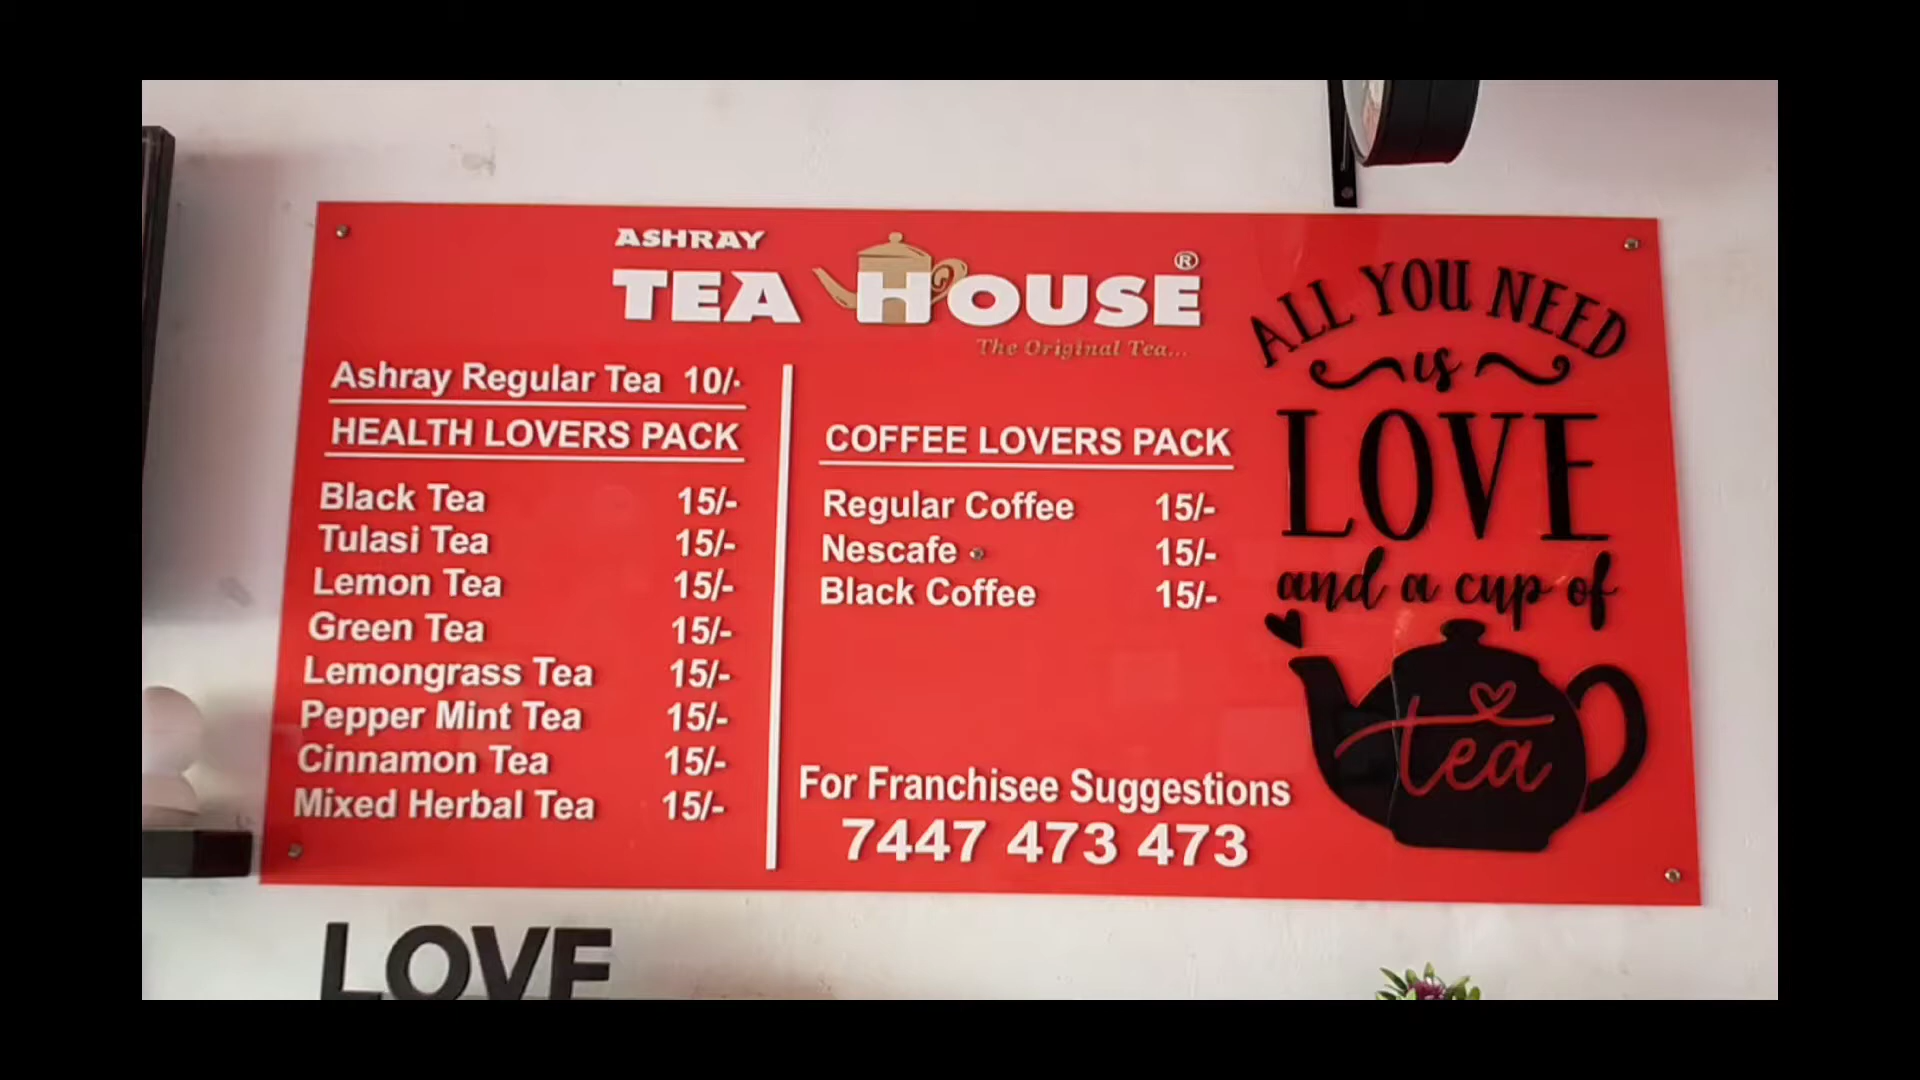 ASHRAY
TEA HOUSE®
The Original Tea...
Ashray Regular Tea 10/-
HEALTH LOVERS PACK
Black Tea 15/-
Tulasi Tea 15/-
Lemon Tea 15/-
Green Tea 15/-
Lemongrass Tea 15/-
Pepper Mint Tea 15/-
Cinnamon Tea 15/-
Mixed Herbal Tea 15/-
COFFEE LOVERS PACK
Regular Coffee 15/-
Nescafe 15/-
Black Coffee 15/-
For Franchisee Suggestions
7447 473 473
ALL YOU NEED
is
LOVE
and a cup of
tea
LOVE